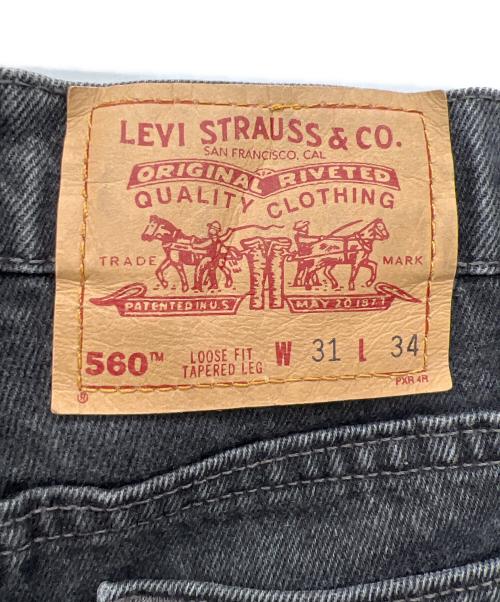 LEVI STRAUSS & CO.
SAN FRANCISCO, CAL
ORIGINAL RIVETED
QUALITY CLOTHING
TRADE MARK
PATENTED IN U.S. MAY 20 1873
560™ LOOSE FIT W 31 L 34
TAPERED LEG
PXR 4R
®